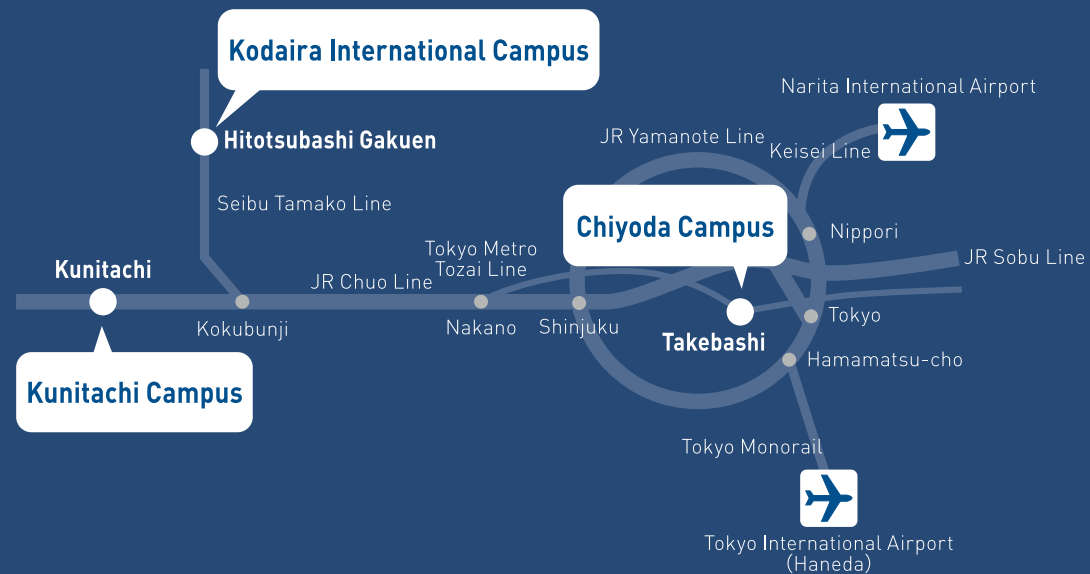 Kodaira International Campus
Narita International Airport
Hitotsubashi Gakuen
JR Yamanote Line
Keisei Line
Seibu Tamako Line
Chiyoda Campus
Nippori
Tokyo Metro
Tozai Line
JR Sobu Line
Kunitachi
JR Chuo Line
Kokubunji
Nakano
Shinjuku
Takebashi
Tokyo
Hamamatsu-cho
Kunitachi Campus
Tokyo Monorail
Tokyo International Airport
(Haneda)